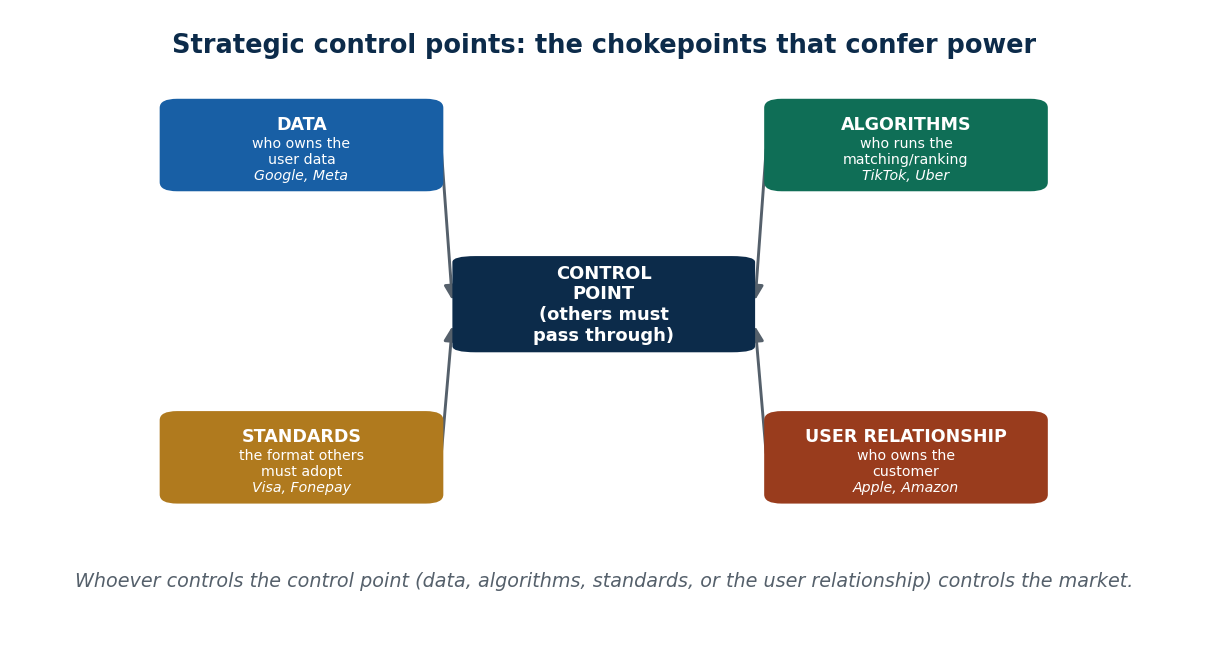 Strategic control points: the chokepoints that confer power
DATA
who owns the
user data
Google, Meta
ALGORITHMS
who runs the
matching/ranking
TikTok, Uber
CONTROL
POINT
(others must
pass through)
STANDARDS
the format others
must adopt
Visa, Fonepay
USER RELATIONSHIP
who owns the
customer
Apple, Amazon
Whoever controls the control point (data, algorithms, standards, or the user relationship) controls the market.